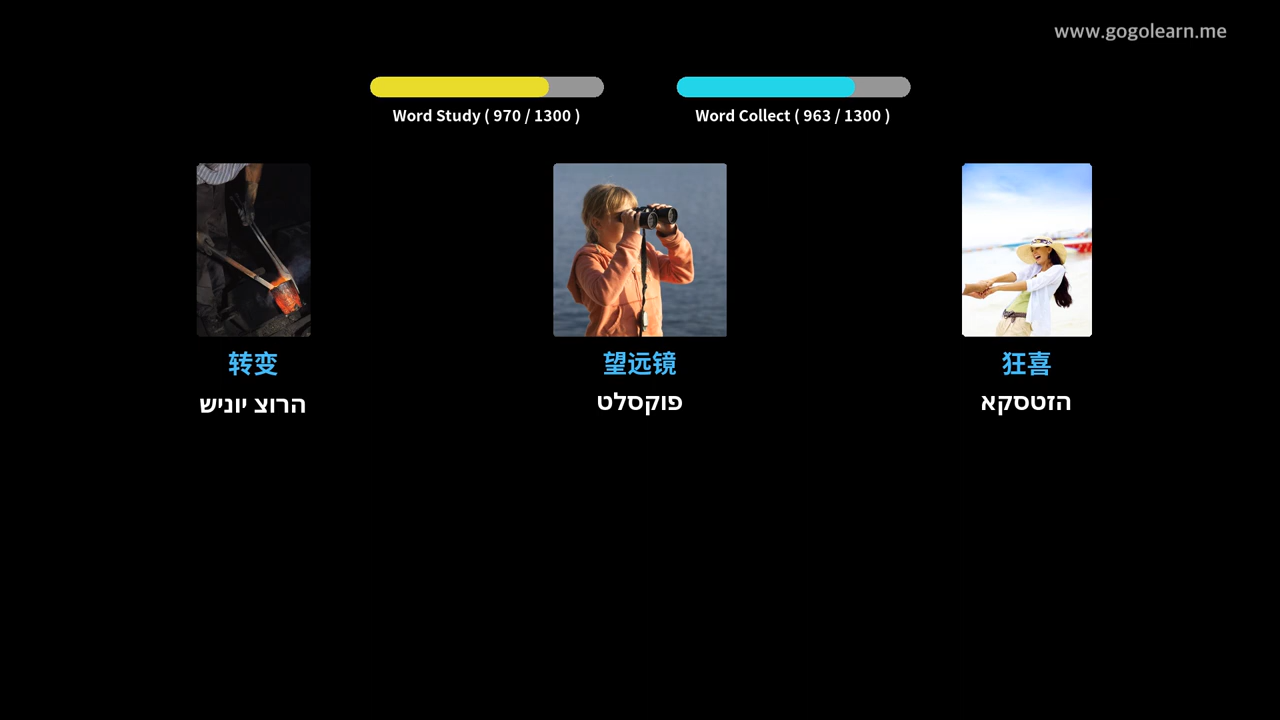 www.gogolearn.me
Word Study ( 970 / 1300 )
Word Collect ( 963 / 1300 )
转变
הרוצ יוניש
望远镜
פוקסלט
狂喜
הזטסקא